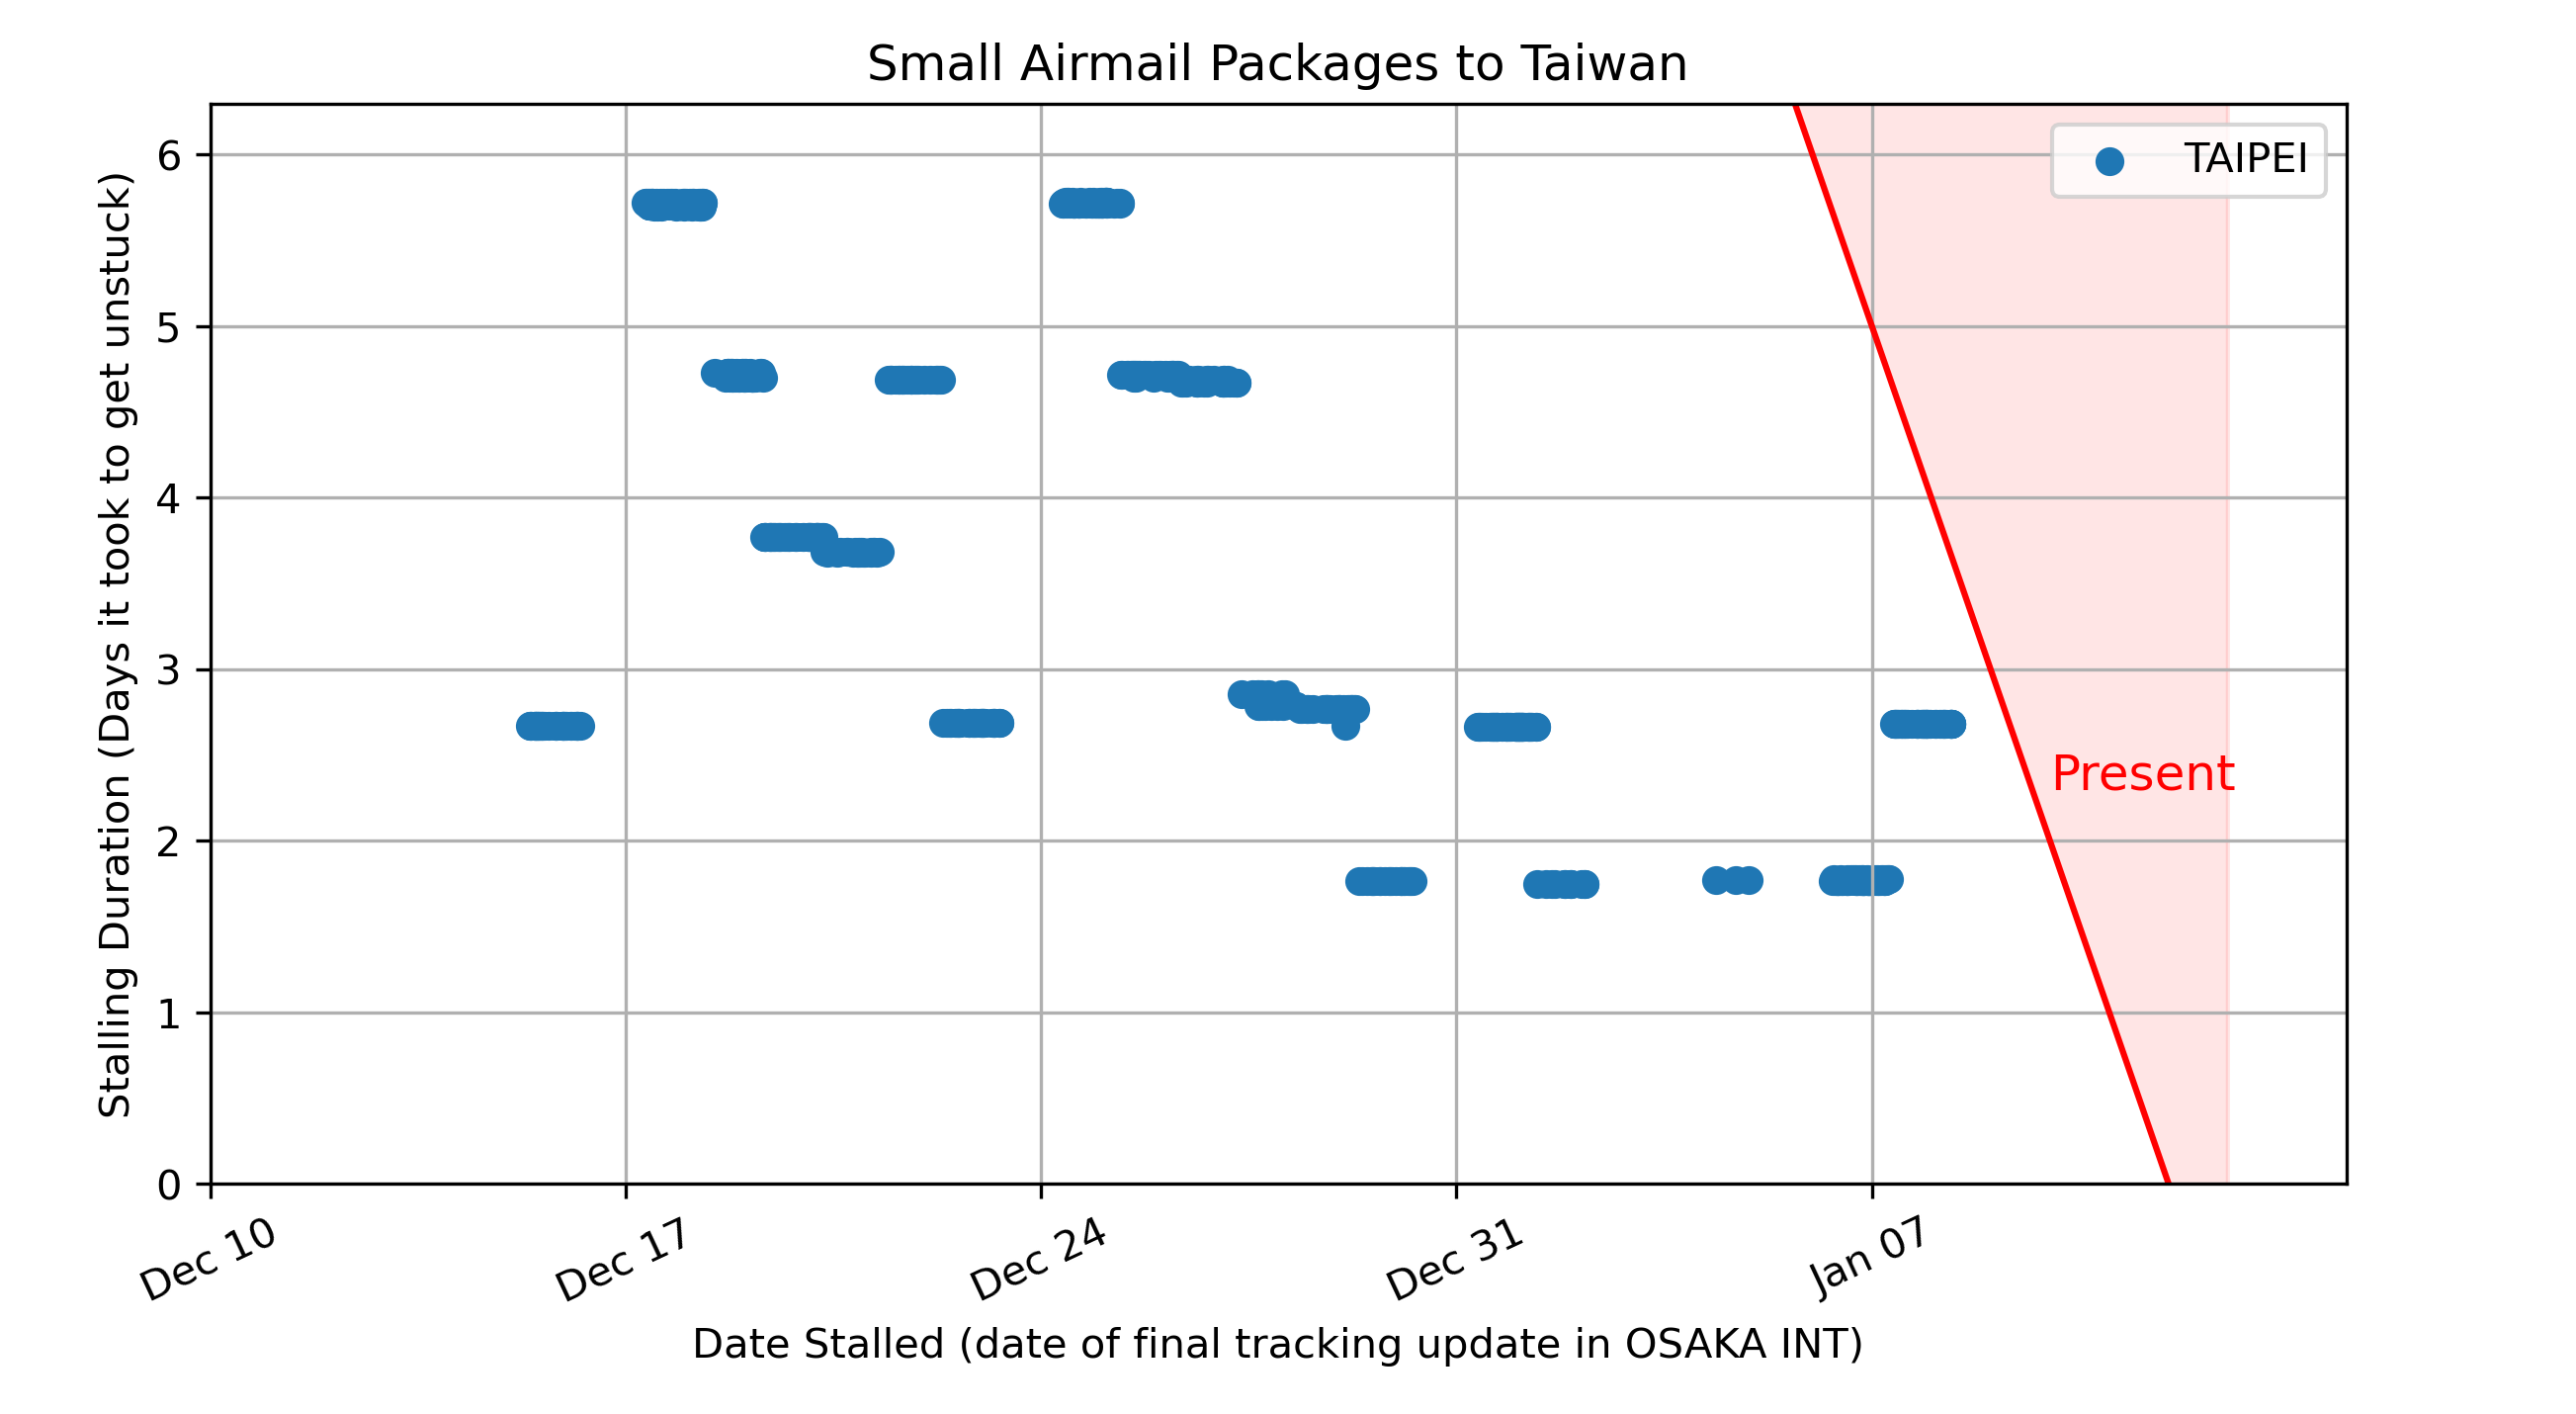 Small Airmail Packages to Taiwan
TAIPEI
Stalling Duration (Days it took to get unstuck)
6
5
4
3
2
1
0
Present
Dec 10
Dec 17
Dec 24
Dec 31
Jan 07
Date Stalled (date of final tracking update in OSAKA INT)